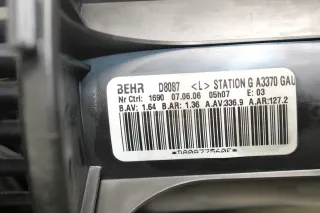 BEHR D8087 <L> STATION G A3370 GAU
Nr Ctrl: 1690 07.06.06 05h07 E: 03
B.AV: 1.64 B.AR: 1.36 A.AV:336.9 A.AR:127.2